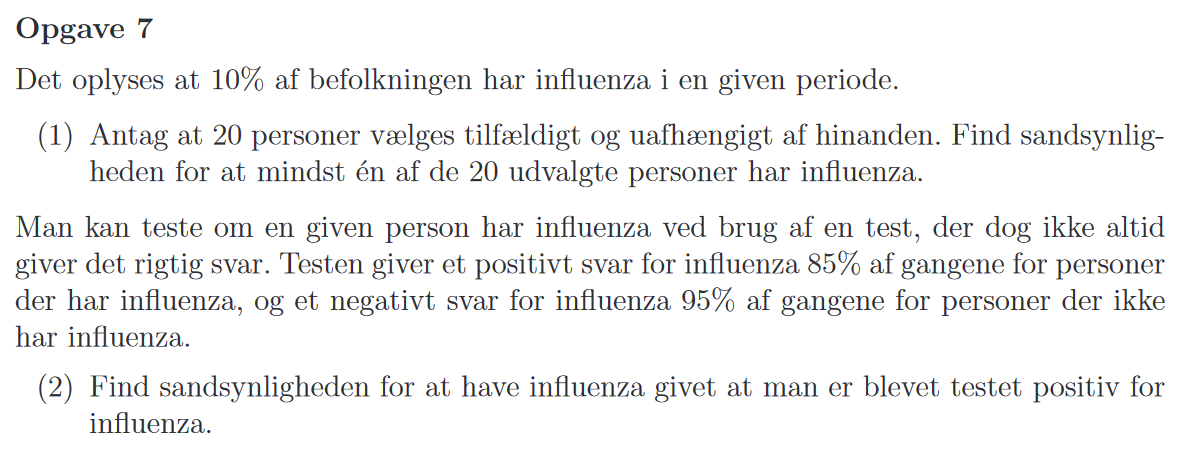 Opgave 7
Det oplyses at 10% af befolkningen har influenza i en given periode.
(1) Antag at 20 personer vælges tilfældigt og uafhængigt af hinanden. Find sandsynlig-
heden for at mindst én af de 20 udvalgte personer har influenza.
Man kan teste om en given person har influenza ved brug af en test, der dog ikke altid
giver det rigtig svar. Testen giver et positivt svar for influenza 85% af gangene for personer
der har influenza, og et negativt svar for influenza 95% af gangene for personer der ikke
har influenza.
(2) Find sandsynligheden for at have influenza givet at man er blevet testet positiv for
influenza.